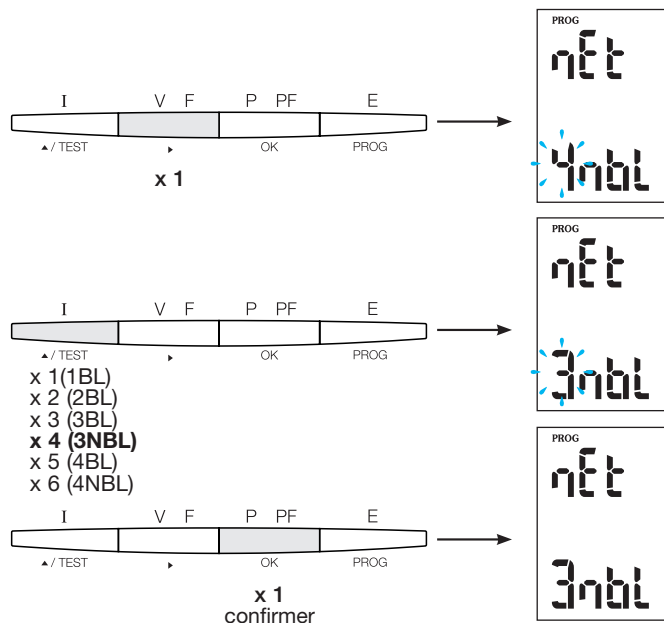 PROG
nEt
I V F P PF E
▲ / TEST ▶ OK PROG
x 1
4nbL
PROG
nEt
I V F P PF E
▲ / TEST ▶ OK PROG
3nbL
x 1(1BL)
x 2 (2BL)
x 3 (3BL)
x 4 (3NBL)
x 5 (4BL)
x 6 (4NBL)
PROG
nEt
I V F P PF E
▲ / TEST ▶ OK PROG
x 1
confirmer
3nbL